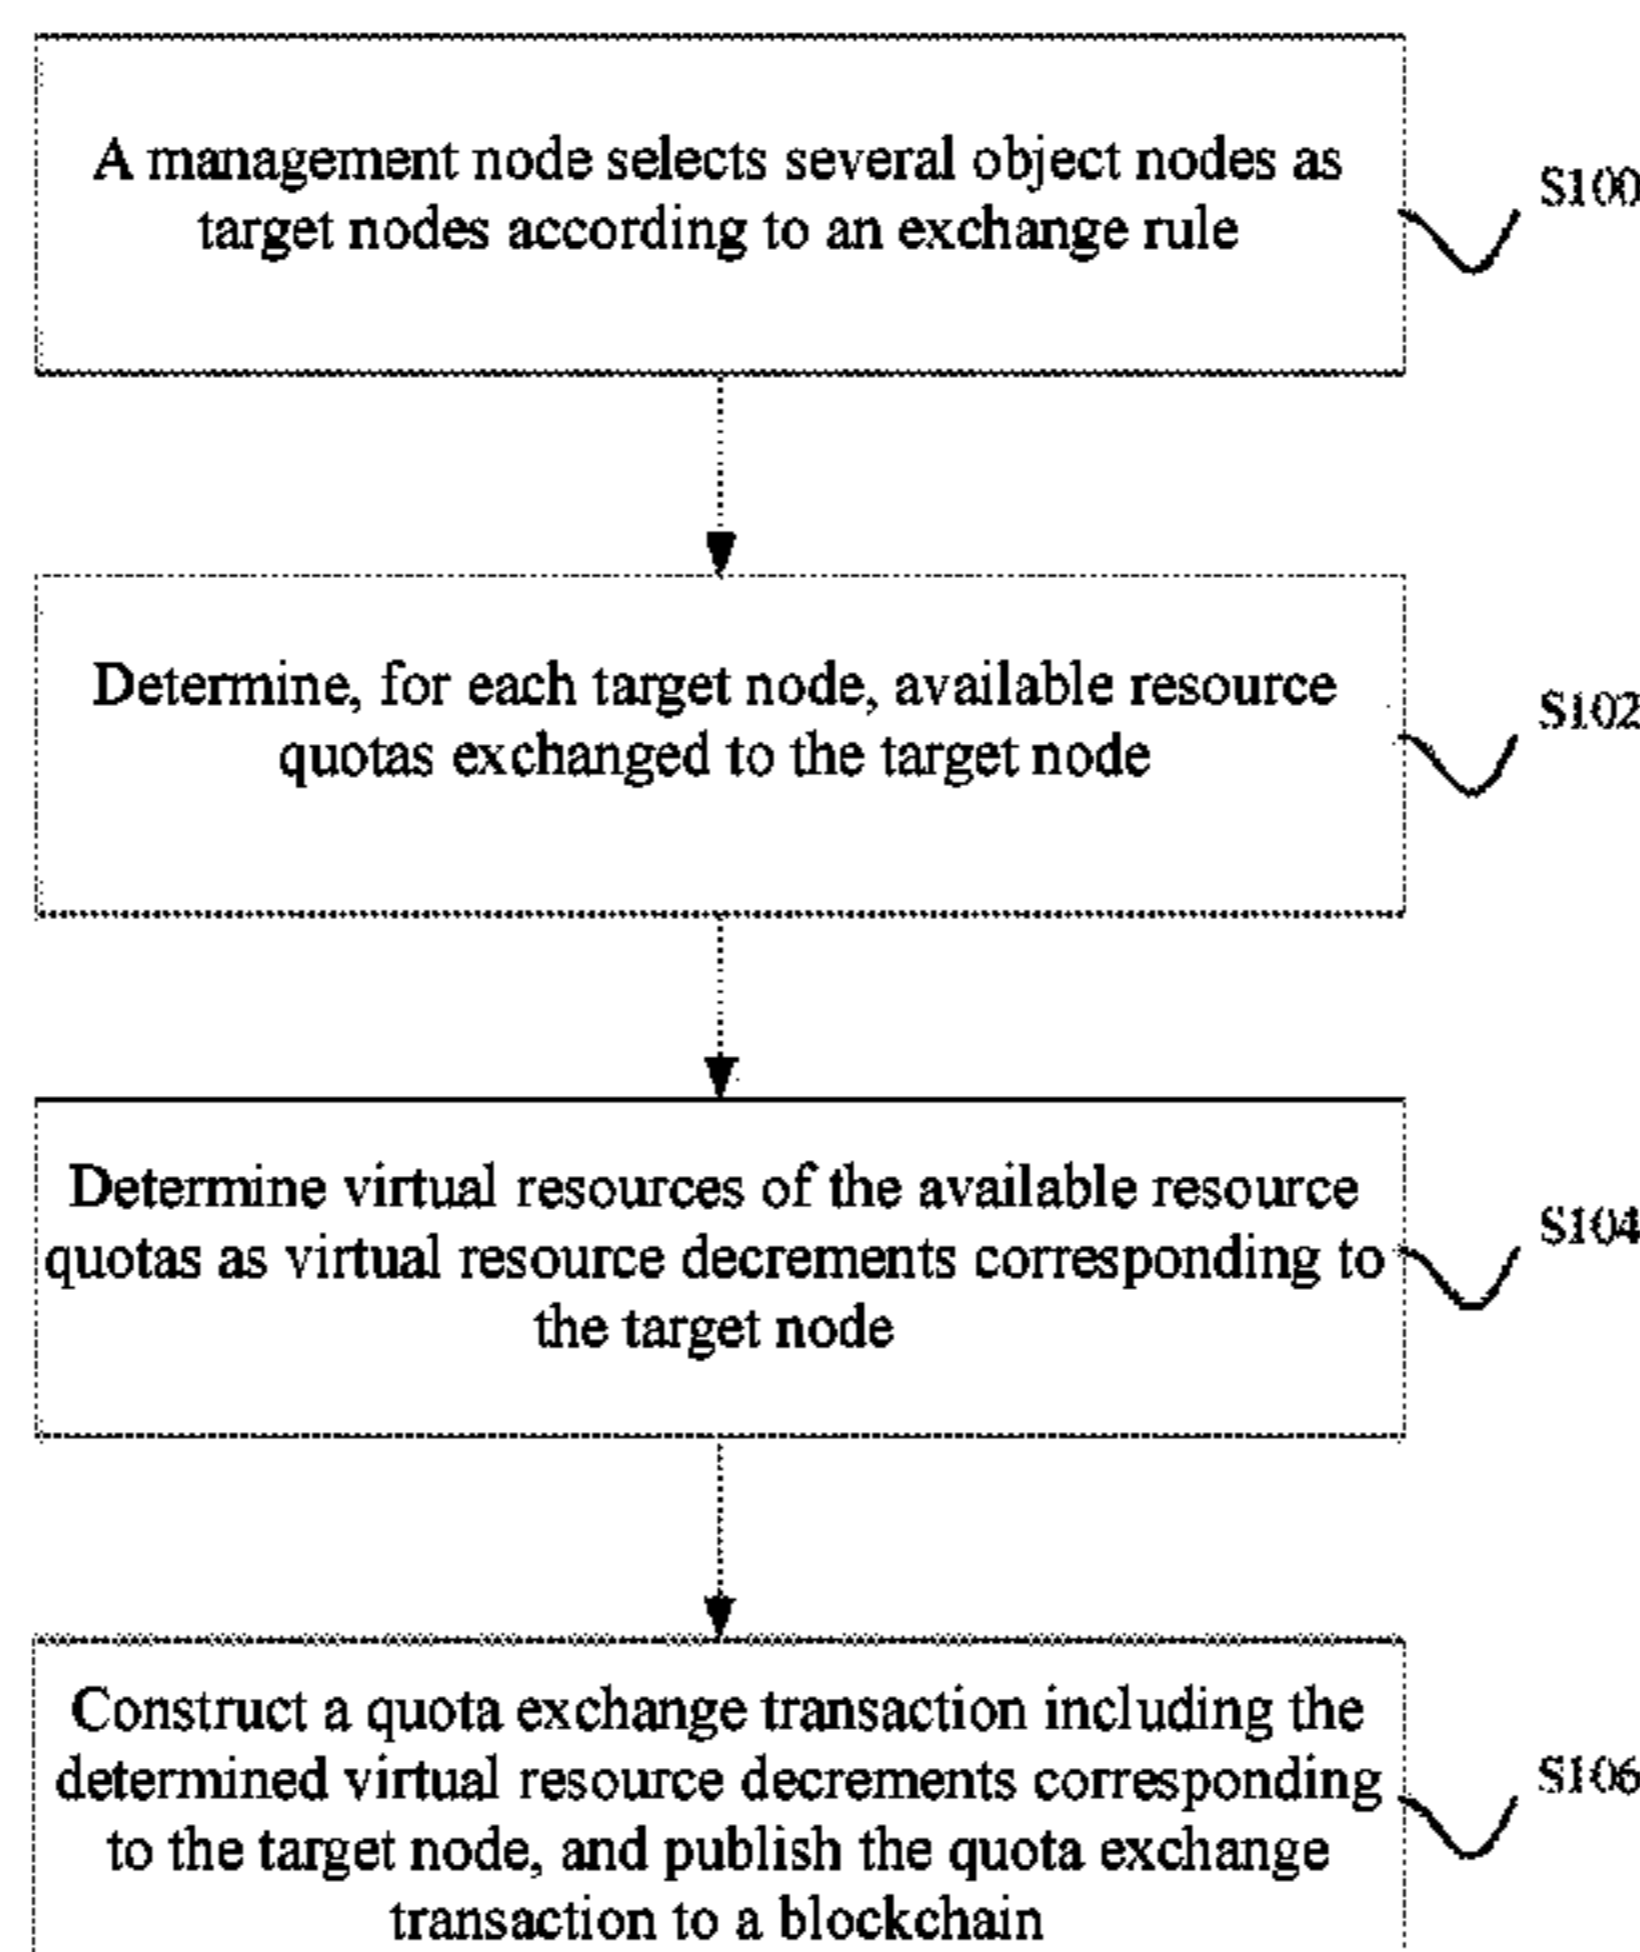 A management node selects several object nodes as
target nodes according to an exchange rule
S100
Determine, for each target node, available resource
quotas exchanged to the target node
S102
Determine virtual resources of the available resource
quotas as virtual resource decrements corresponding to
the target node
S104
Construct a quota exchange transaction including the
determined virtual resource decrements corresponding
to the target node, and publish the quota exchange
transaction to a blockchain
S106